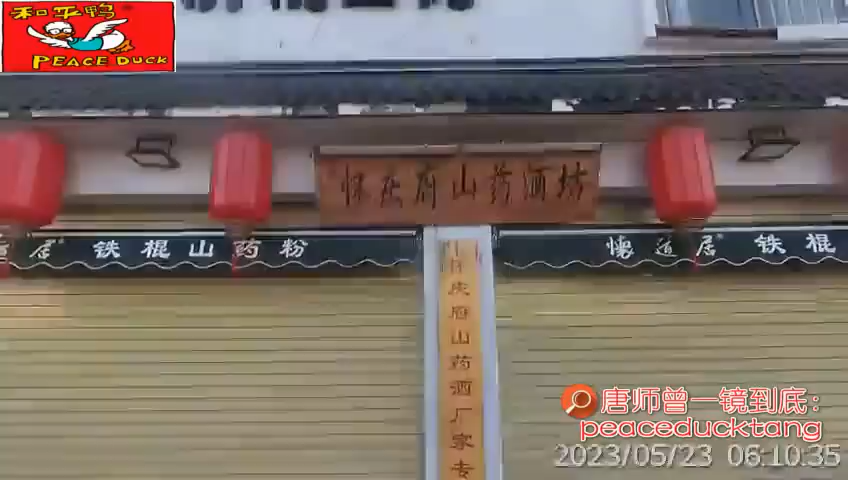 和平鸭®
PEACE DUCK
怀庆府山药酒坊
居® 铁棍山药粉
懷道居® 铁棍
怀庆府山药酒厂家专
唐师曾一镜到底：
peaceducktang
2023/05/23 06:10:35